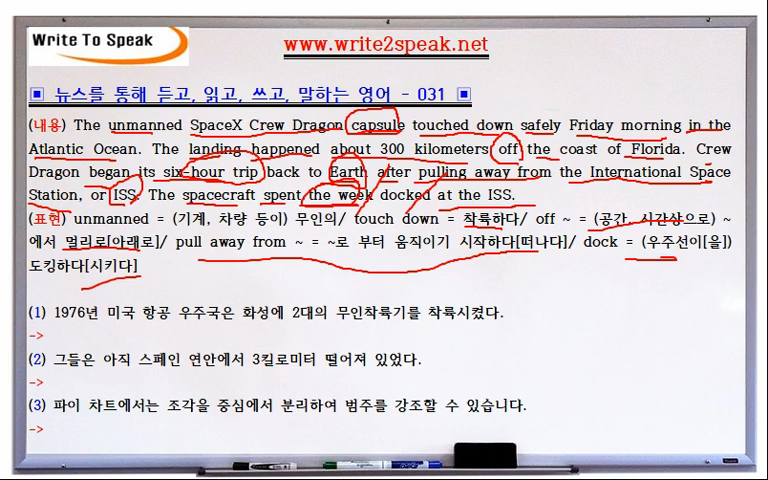 Write To Speak
www.write2speak.net
▣ 뉴스를 통해 듣고, 읽고, 쓰고, 말하는 영어 - 031 ▣
(내용) The unmanned SpaceX Crew Dragon capsule touched down safely Friday morning in the
Atlantic Ocean. The landing happened about 300 kilometers off the coast of Florida. Crew
Dragon began its six-hour trip back to Earth after pulling away from the International Space
Station, or ISS. The spacecraft spent the week docked at the ISS.
(표현) unmanned = (기계, 차량 등이) 무인의/ touch down = 착륙하다/ off ~ = (공간, 시간상으로) ~
에서 멀리로[아래로]/ pull away from ~ = ~로 부터 움직이기 시작하다[떠나다]/ dock = (우주선이[을])
도킹하다[시키다]
(1) 1976년 미국 항공 우주국은 화성에 2대의 무인착륙기를 착륙시켰다.
->
(2) 그들은 아직 스페인 연안에서 3킬로미터 떨어져 있었다.
->
(3) 파이 차트에서는 조각을 중심에서 분리하여 범주를 강조할 수 있습니다.
->